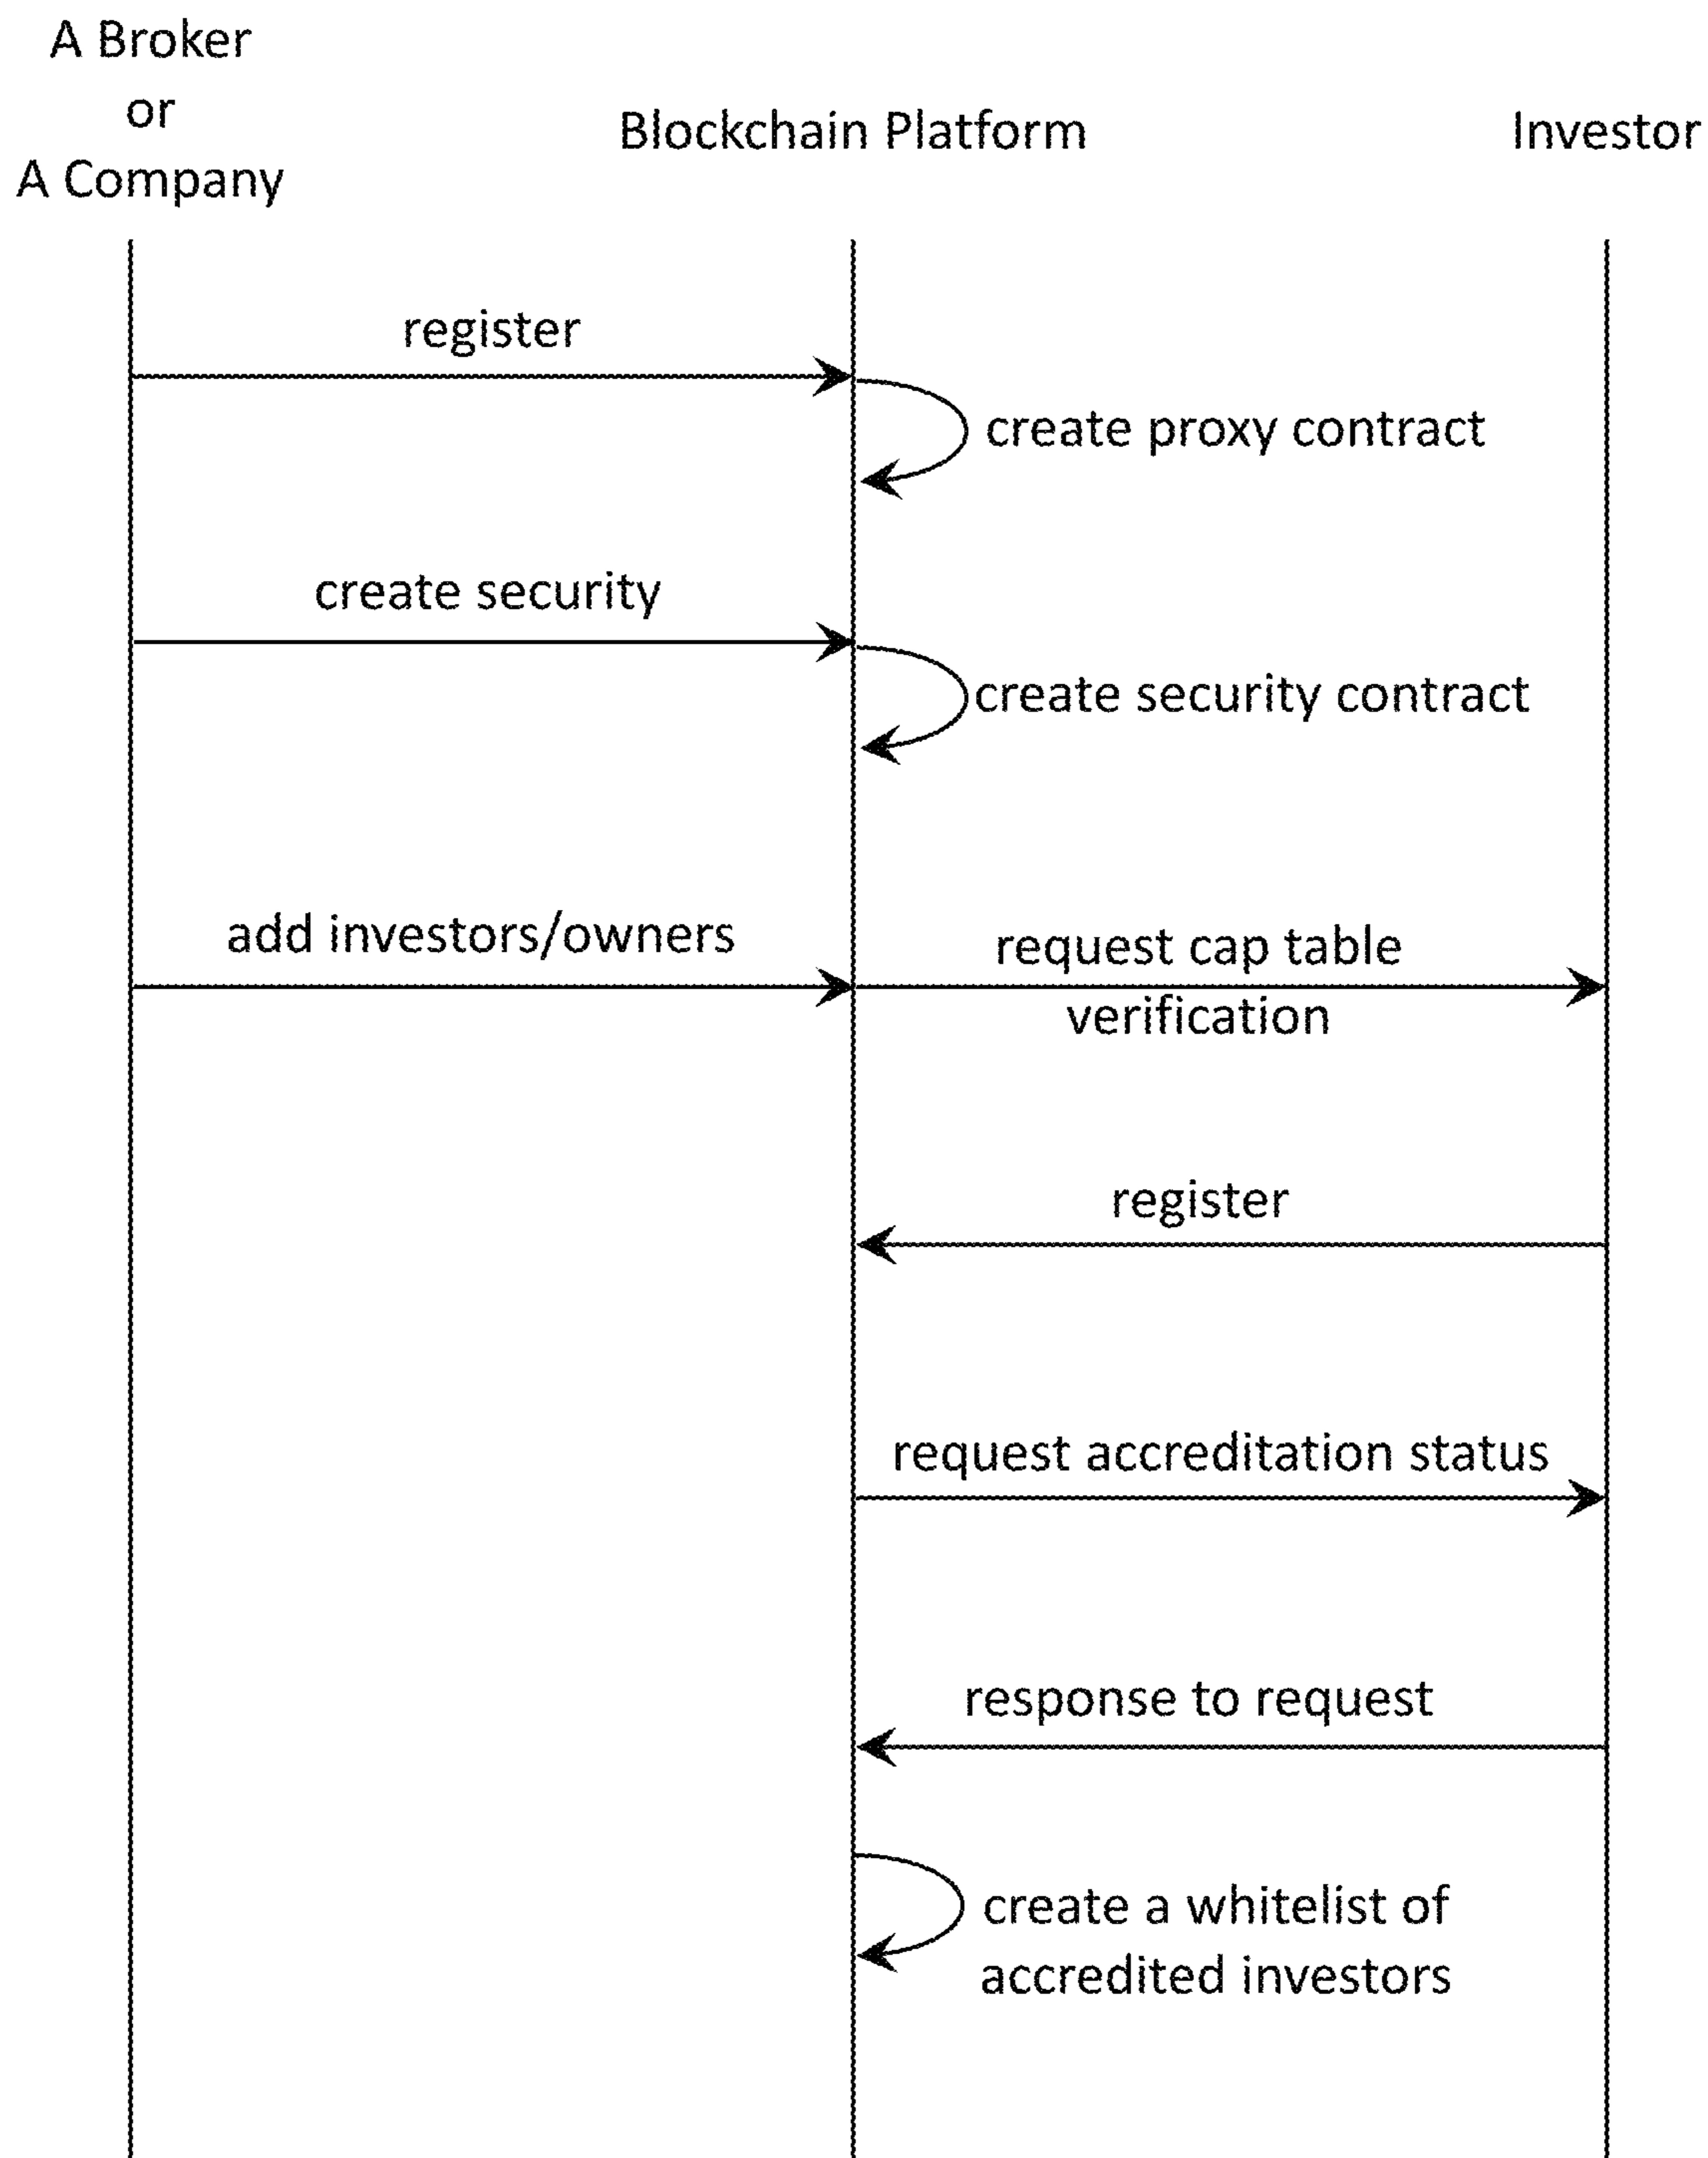 A Broker
or
A Company
Blockchain Platform
Investor
register
create proxy contract
create security
create security contract
add investors/owners
request cap table
verification
register
request accreditation status
response to request
create a whitelist of
accredited investors